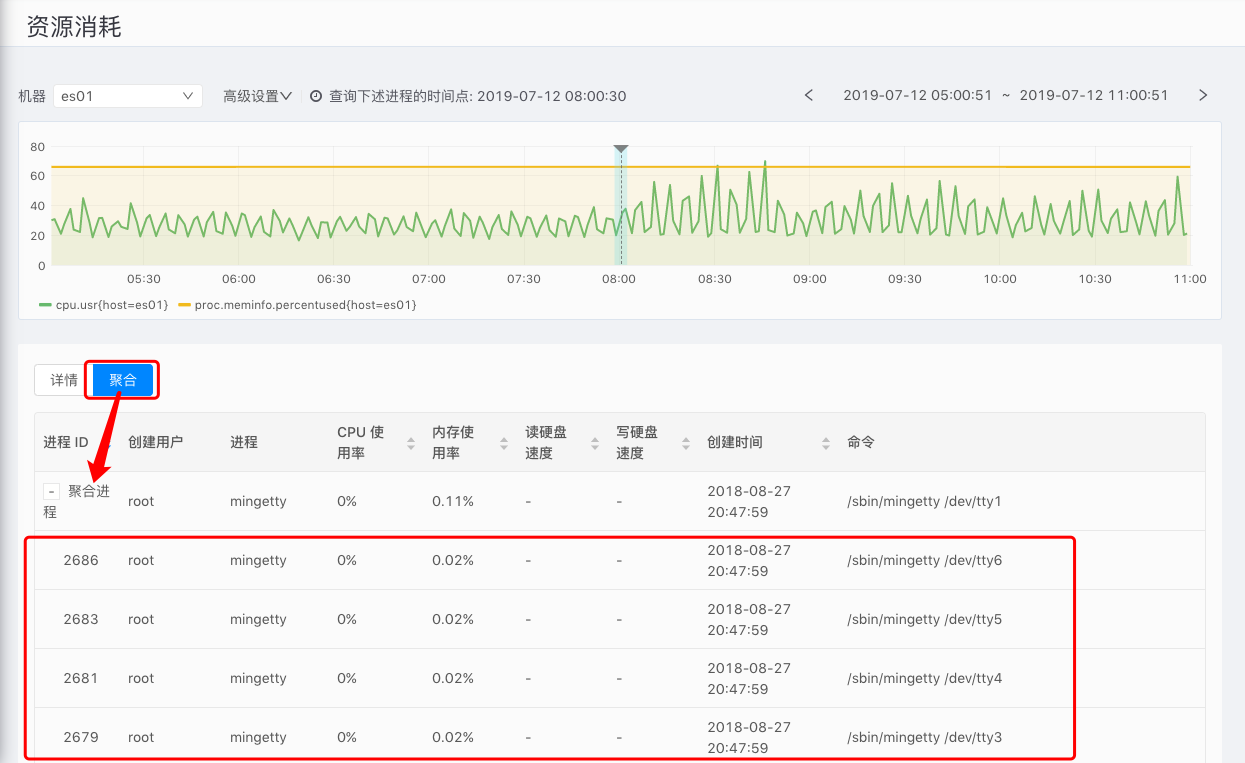 资源消耗
机器 es01 高级设置 查询下述进程的时间点: 2019-07-12 08:00:30 2019-07-12 05:00:51 ~ 2019-07-12 11:00:51
80
60
40
20
0
05:30 06:00 06:30 07:00 07:30 08:00 08:30 09:00 09:30 10:00 10:30 11:00
cpu.usr{host=es01} proc.meminfo.percentused{host=es01}
详情 聚合
进程 ID 创建用户 进程 CPU 使 内存使 读硬盘 写硬盘 创建时间 命令
用率 用率 速度 速度
- 聚合进 root mingetty 0% 0.11% - - 2018-08-27 /sbin/mingetty /dev/tty1
程 20:47:59
2686 root mingetty 0% 0.02% - - 2018-08-27 /sbin/mingetty /dev/tty6
20:47:59
2683 root mingetty 0% 0.02% - - 2018-08-27 /sbin/mingetty /dev/tty5
20:47:59
2681 root mingetty 0% 0.02% - - 2018-08-27 /sbin/mingetty /dev/tty4
20:47:59
2679 root mingetty 0% 0.02% - - 2018-08-27 /sbin/mingetty /dev/tty3
20:47:59